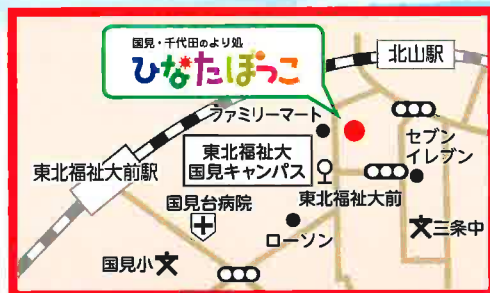 国見・千代田のより処
ひなたぼっこ
北山駅
ファミリーマート
セブン
イレブン
東北福祉大
国見キャンパス
東北福祉大前駅
東北福祉大前
国見台病院
ローソン
三条中
国見小